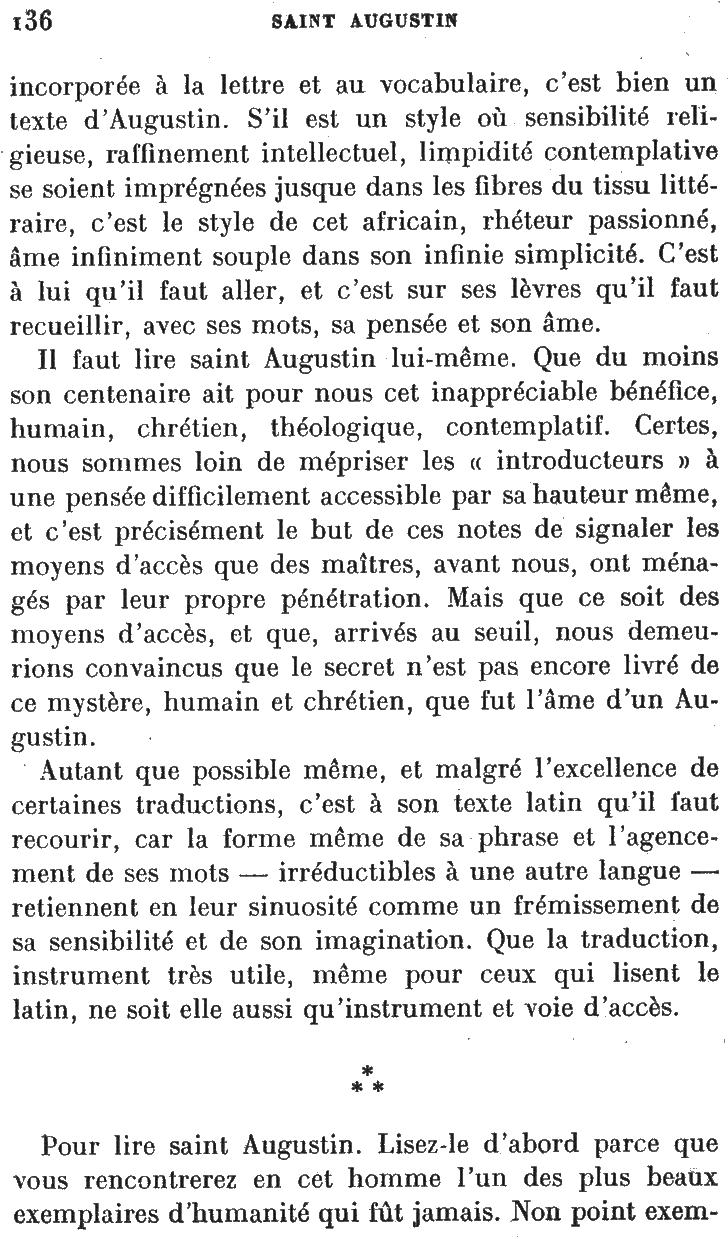 136 SAINT AUGUSTIN
incorporée à la lettre et au vocabulaire, c'est bien un
texte d'Augustin. S'il est un style où sensibilité reli-
gieuse, raffinement intellectuel, limpidité contemplative
se soient imprégnées jusque dans les fibres du tissu litté-
raire, c'est le style de cet africain, rhéteur passionné,
âme infiniment souple dans son infinie simplicité. C'est
à lui qu'il faut aller, et c'est sur ses lèvres qu'il faut
recueillir, avec ses mots, sa pensée et son âme.
Il faut lire saint Augustin lui-même. Que du moins
son centenaire ait pour nous cet inappréciable bénéfice,
humain, chrétien, théologique, contemplatif. Certes,
nous sommes loin de mépriser les « introducteurs » à
une pensée difficilement accessible par sa hauteur même,
et c'est précisément le but de ces notes de signaler les
moyens d'accès que des maîtres, avant nous, ont ména-
gés par leur propre pénétration. Mais que ce soit des
moyens d'accès, et que, arrivés au seuil, nous demeu-
rions convaincus que le secret n'est pas encore livré de
ce mystère, humain et chrétien, que fut l'âme d'un Au-
gustin.
Autant que possible même, et malgré l'excellence de
certaines traductions, c'est à son texte latin qu'il faut
recourir, car la forme même de sa phrase et l'agence-
ment de ses mots — irréductibles à une autre langue —
retiennent en leur sinuosité comme un frémissement de
sa sensibilité et de son imagination. Que la traduction,
instrument très utile, même pour ceux qui lisent le
latin, ne soit elle aussi qu'instrument et voie d'accès.
*
* *
Pour lire saint Augustin. Lisez-le d'abord parce que
vous rencontrerez en cet homme l'un des plus beaux
exemplaires d'humanité qui fût jamais. Non point exem-